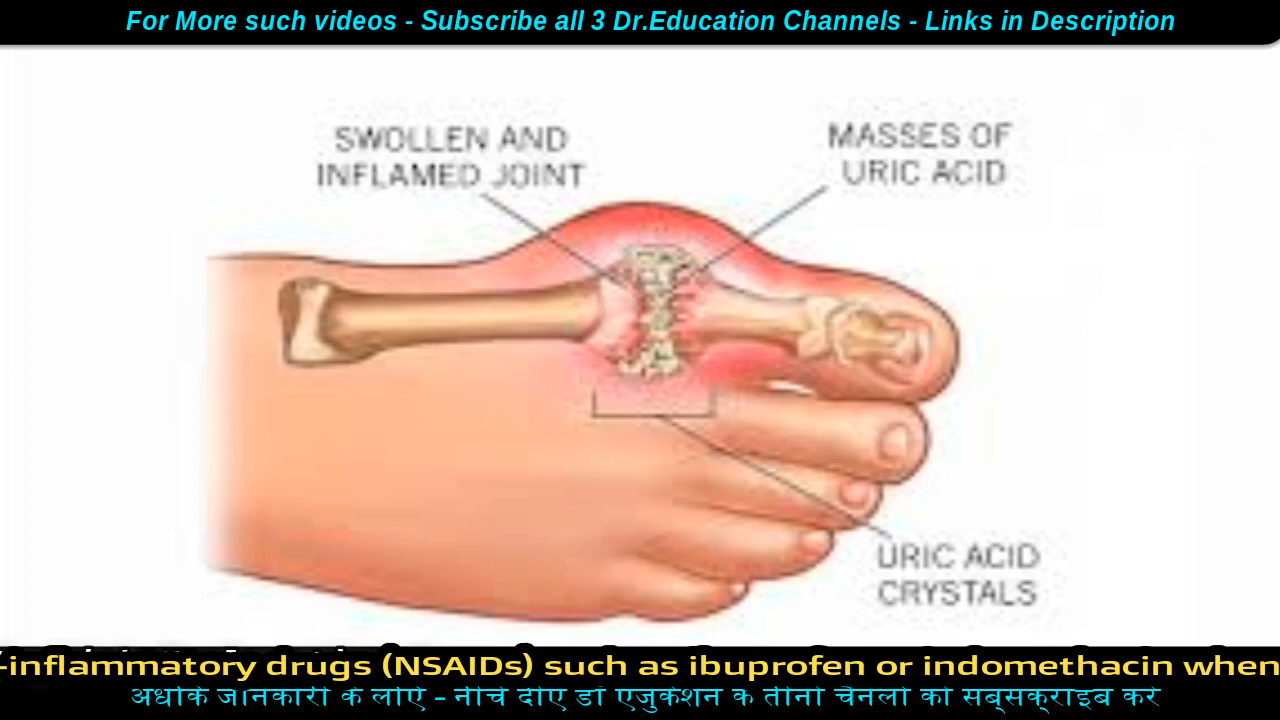 For More such videos - Subscribe all 3 Dr.Education Channels - Links in Description
SWOLLEN AND
INFLAMED JOINT
MASSES OF
URIC ACID
URIC ACID
CRYSTALS
-inflammatory drugs (NSAIDs) such as ibuprofen or indomethacin when
अधीक जानकारी के लीए - नीचे दीए डॉ एजुकेशन के तीनो चैनलो को सब्सक्राइब करे